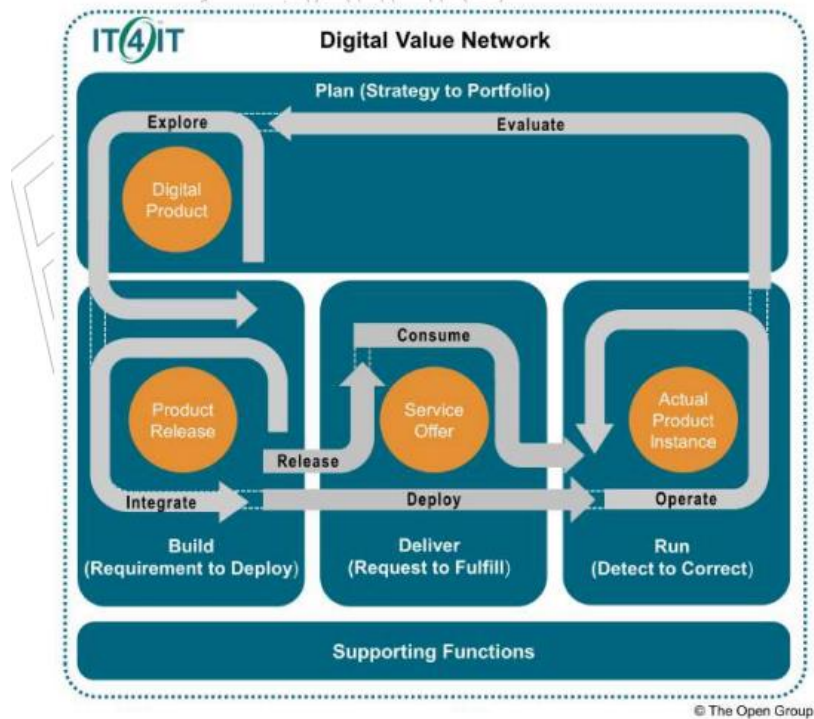 IT4IT
Digital Value Network
Plan (Strategy to Portfolio)
Explore
Evaluate
Digital
Product
Consume
Product
Release
Service
Offer
Actual
Product
Instance
Release
Integrate
Deploy
Operate
Build
(Requirement to Deploy)
Deliver
(Request to Fulfill)
Run
(Detect to Correct)
Supporting Functions
© The Open Group